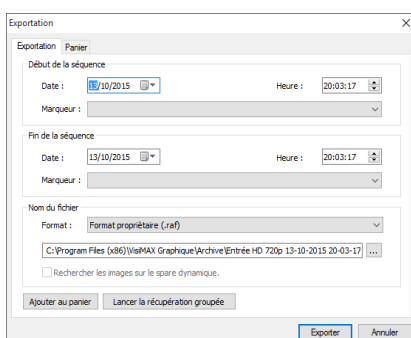 Exportation
Exportation Panier
Début de la séquence
Date : 13/10/2015 Heure : 20:03:17
Marqueur :
Fin de la séquence
Date : 13/10/2015 Heure : 20:03:17
Marqueur :
Nom du fichier
Format : Format propriétaire (.raf)
C:\Program Files (x86)\VisiMAX Graphique\Archive\Entrée HD 720p 13-10-2015 20-03-17 ...
Rechercher les images sur le spare dynamique.
Ajouter au panier Lancer la récupération groupée
Exporter Annuler